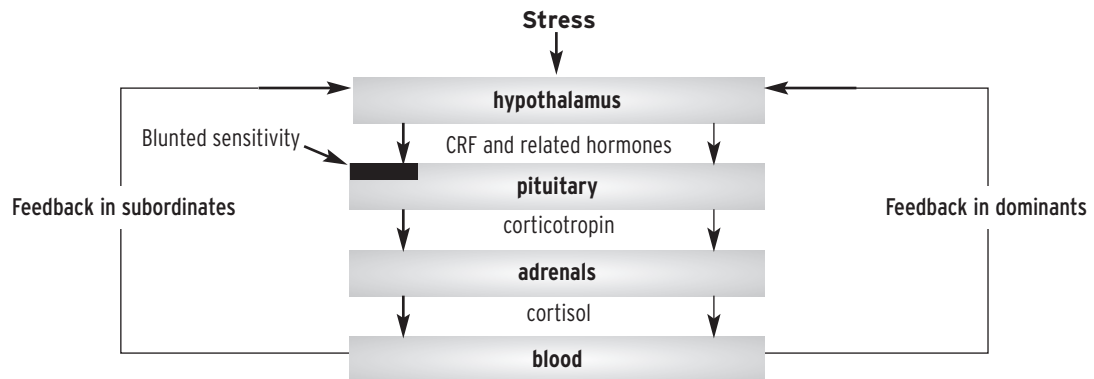 Stress
hypothalamus
Blunted sensitivity
CRF and related hormones
pituitary
Feedback in subordinates
Feedback in dominants
corticotropin
adrenals
cortisol
blood